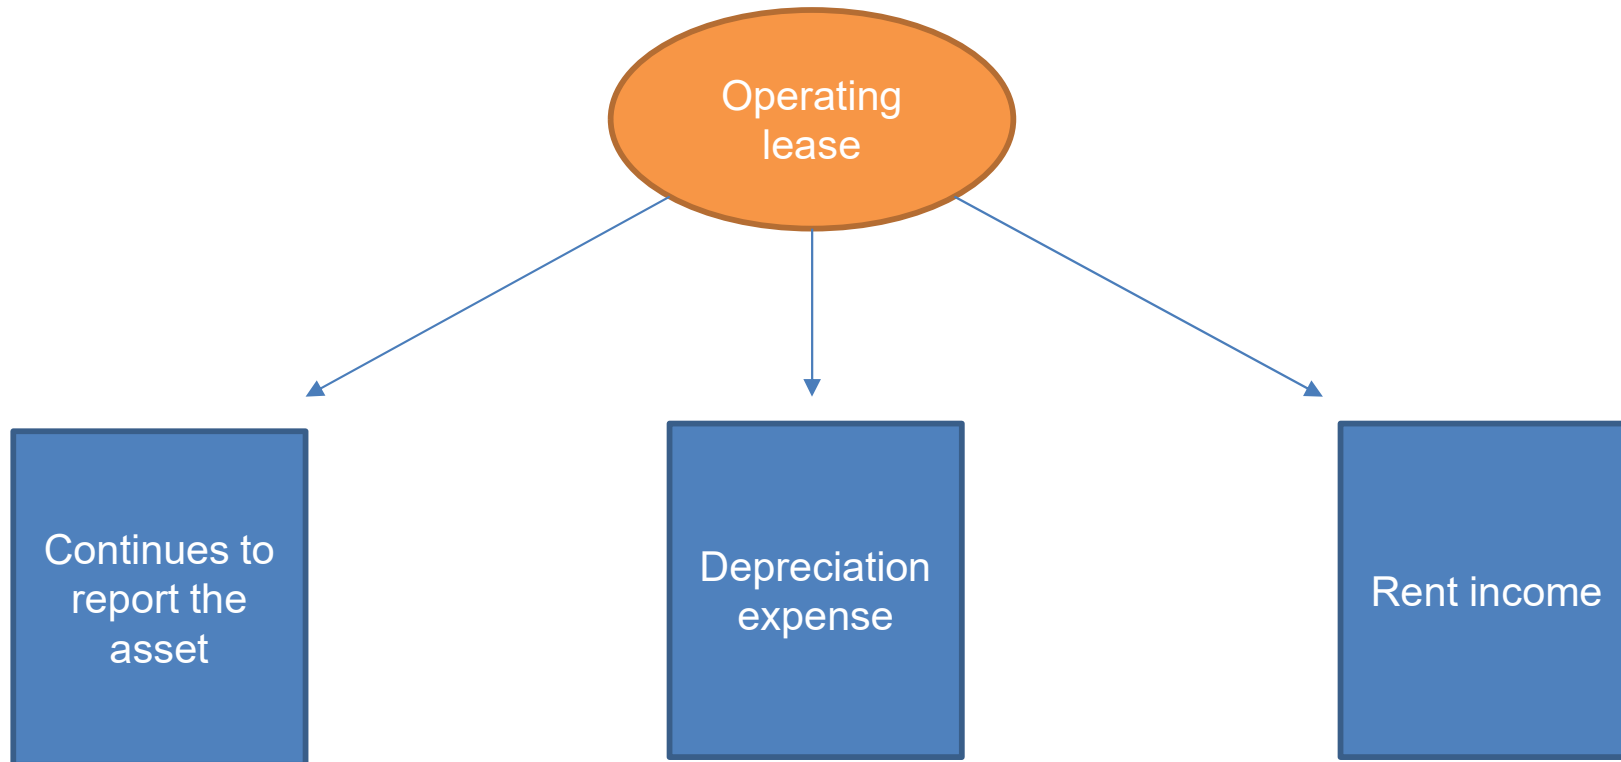 Operating
lease
Continues to
report the
asset
Depreciation
expense
Rent income